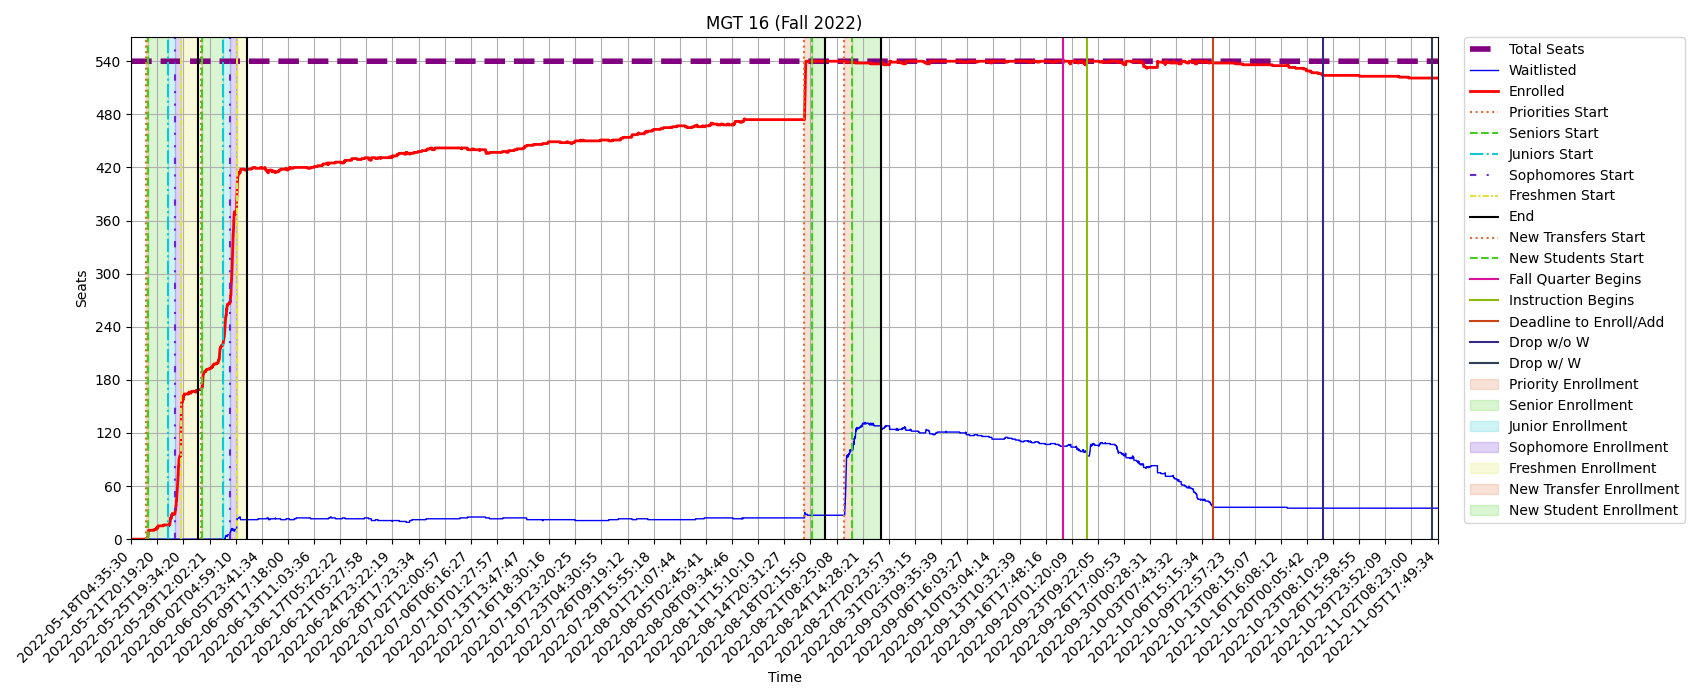 MGT 16 (Fall 2022)
Seats
540
480
420
360
300
240
180
120
60
0
2022-05-18T04:35:30
2022-05-21T20:19:20
2022-05-25T19:34:20
2022-05-29T12:02:21
2022-06-02T04:59:10
2022-06-05T23:41:34
2022-06-09T17:18:00
2022-06-13T11:03:36
2022-06-17T05:22:22
2022-06-21T05:27:58
2022-06-24T23:22:19
2022-06-28T17:23:34
2022-07-02T12:00:57
2022-07-06T06:16:27
2022-07-10T01:27:57
2022-07-13T13:47:47
2022-07-16T18:30:16
2022-07-19T23:20:25
2022-07-23T04:30:55
2022-07-26T09:19:12
2022-07-29T15:55:18
2022-08-01T21:07:44
2022-08-05T02:45:41
2022-08-08T09:34:46
2022-08-11T15:10:10
2022-08-14T20:31:27
2022-08-18T02:15:50
2022-08-21T08:25:08
2022-08-24T14:28:21
2022-08-27T20:23:57
2022-08-31T02:33:15
2022-09-03T09:35:39
2022-09-06T16:03:27
2022-09-10T03:04:14
2022-09-13T10:32:39
2022-09-16T17:48:16
2022-09-20T01:20:09
2022-09-23T09:22:05
2022-09-26T17:00:53
2022-09-30T00:28:31
2022-10-03T07:43:32
2022-10-06T15:15:34
2022-10-09T22:57:23
2022-10-13T08:15:07
2022-10-16T16:08:12
2022-10-20T00:05:42
2022-10-23T08:10:29
2022-10-26T15:58:55
2022-10-29T23:52:09
2022-11-02T08:23:00
2022-11-05T17:49:34
Time
Total Seats
Waitlisted
Enrolled
Priorities Start
Seniors Start
Juniors Start
Sophomores Start
Freshmen Start
End
New Transfers Start
New Students Start
Fall Quarter Begins
Instruction Begins
Deadline to Enroll/Add
Drop w/o W
Drop w/ W
Priority Enrollment
Senior Enrollment
Junior Enrollment
Sophomore Enrollment
Freshmen Enrollment
New Transfer Enrollment
New Student Enrollment